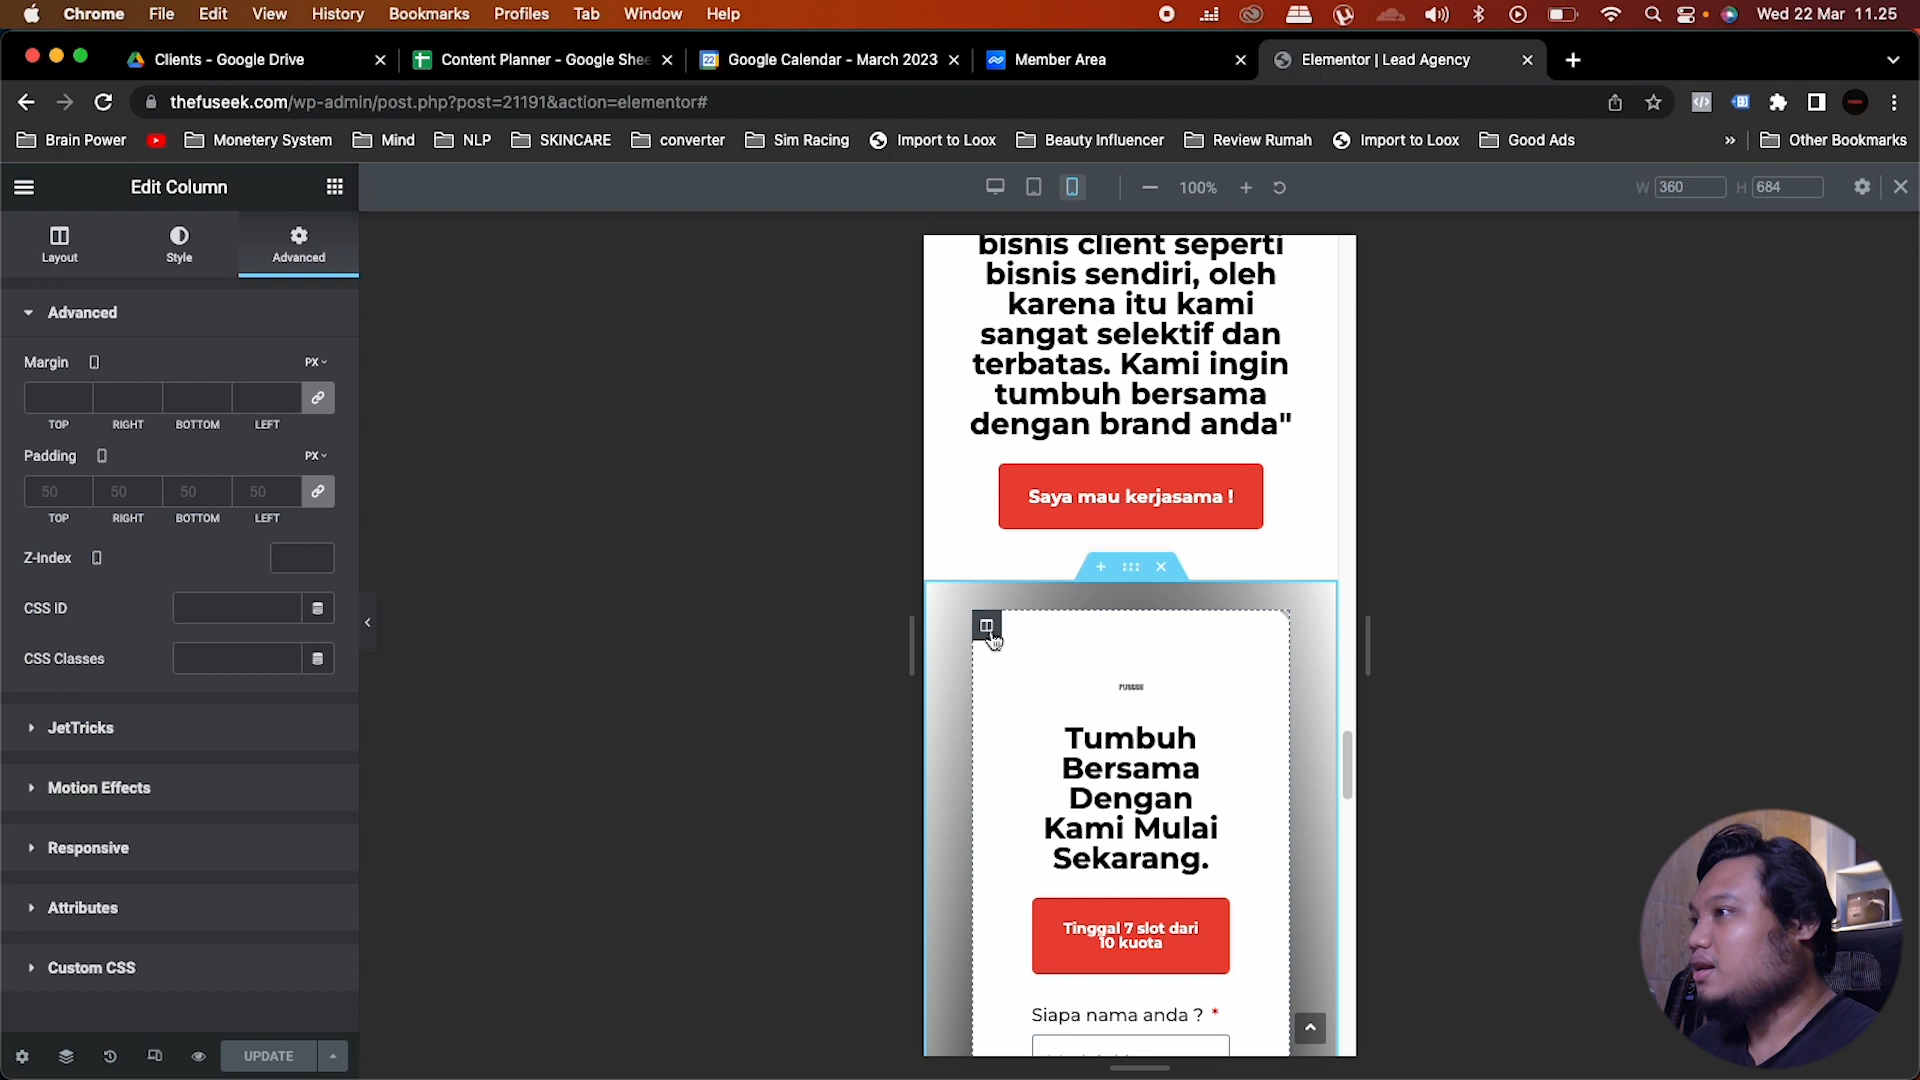 Chrome File Edit View History Bookmarks Profiles Tab Window Help Wed 22 Mar 11.25
Clients - Google Drive Content Planner - Google Shee Google Calendar - March 2023 Member Area Elementor | Lead Agency
thefuseek.com/wp-admin/post.php?post=21191&action=elementor#
Brain Power Monetery System Mind NLP SKINCARE converter Sim Racing Import to Loox Beauty Influencer Review Rumah Import to Loox Good Ads » Other Bookmarks
Edit Column
100%
W 360 H 684
Layout Style Advanced
Advanced
Margin PX
TOP RIGHT BOTTOM LEFT
Padding PX
50 50 50 50
TOP RIGHT BOTTOM LEFT
Z-Index
CSS ID
CSS Classes
JetTricks
Motion Effects
Responsive
Attributes
Custom CSS
UPDATE
bisnis client seperti
bisnis sendiri, oleh
karena itu kami
sangat selektif dan
terbatas. Kami ingin
tumbuh bersama
dengan brand anda"
Saya mau kerjasama !
Tumbuh
Bersama
Dengan
Kami Mulai
Sekarang.
Tinggal 7 slot dari
10 kuota
Siapa nama anda ? *